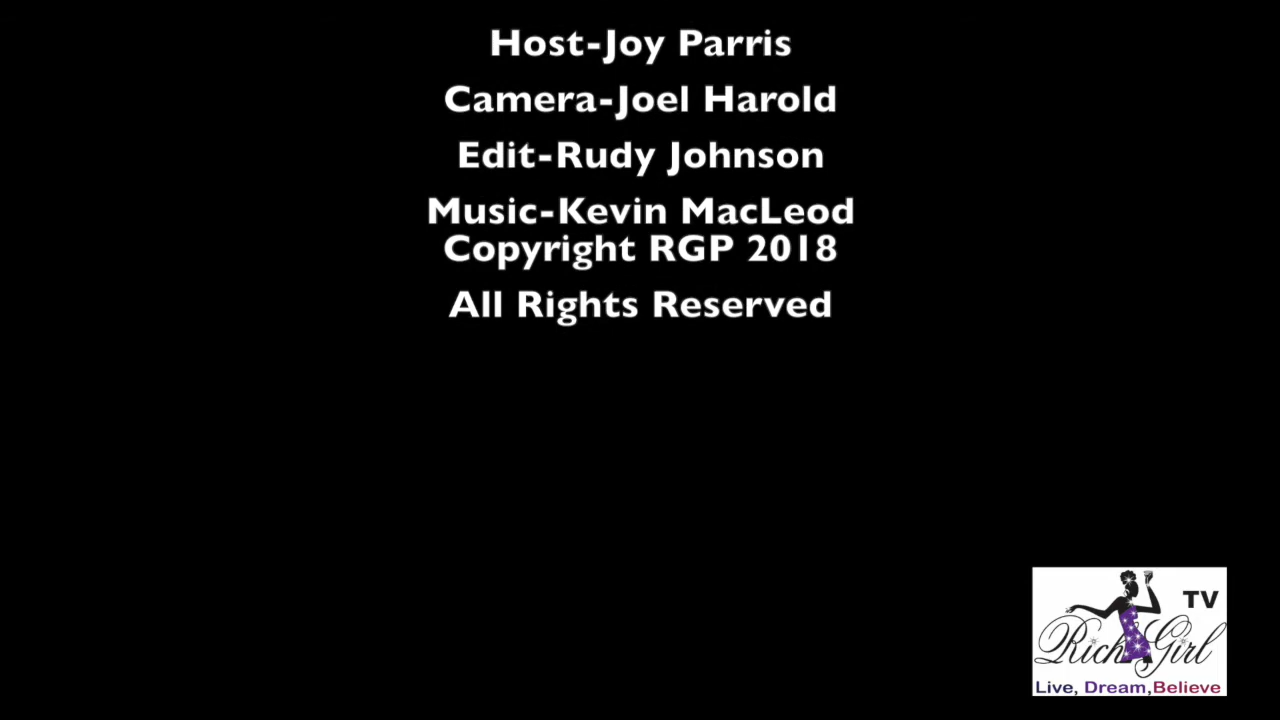 Host-Joy Parris
Camera-Joel Harold
Edit-Rudy Johnson
Music-Kevin MacLeod
Copyright RGP 2018
All Rights Reserved
TV
Rich Girl
Live, Dream,Believe